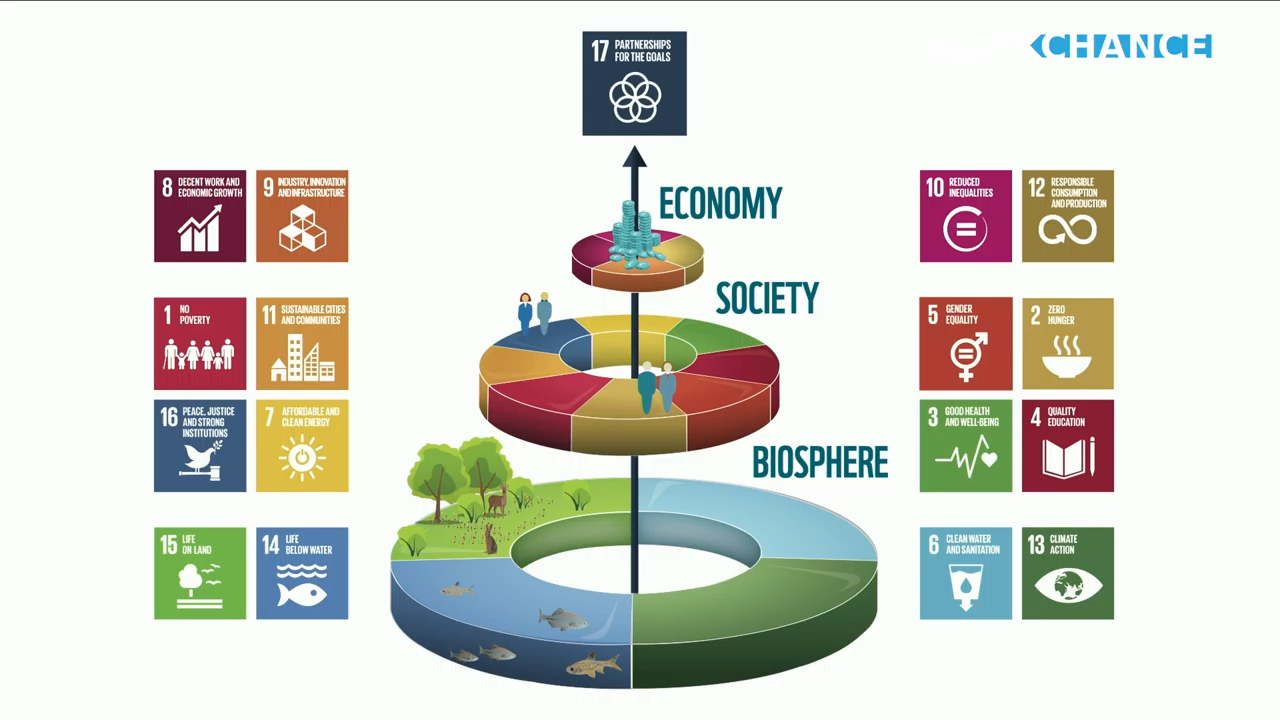 17 PARTNERSHIPS
FOR THE GOALS
CHANCE
8 DECENT WORK AND
ECONOMIC GROWTH
9 INDUSTRY, INNOVATION
AND INFRASTRUCTURE
ECONOMY
10 REDUCED
INEQUALITIES
12 RESPONSIBLE
CONSUMPTION
AND PRODUCTION
SOCIETY
1 NO
POVERTY
11 SUSTAINABLE CITIES
AND COMMUNITIES
5 GENDER
EQUALITY
2 ZERO
HUNGER
16 PEACE, JUSTICE
AND STRONG
INSTITUTIONS
7 AFFORDABLE AND
CLEAN ENERGY
3 GOOD HEALTH
AND WELL-BEING
4 QUALITY
EDUCATION
BIOSPHERE
15 LIFE
ON LAND
14 LIFE
BELOW WATER
6 CLEAN WATER
AND SANITATION
13 CLIMATE
ACTION